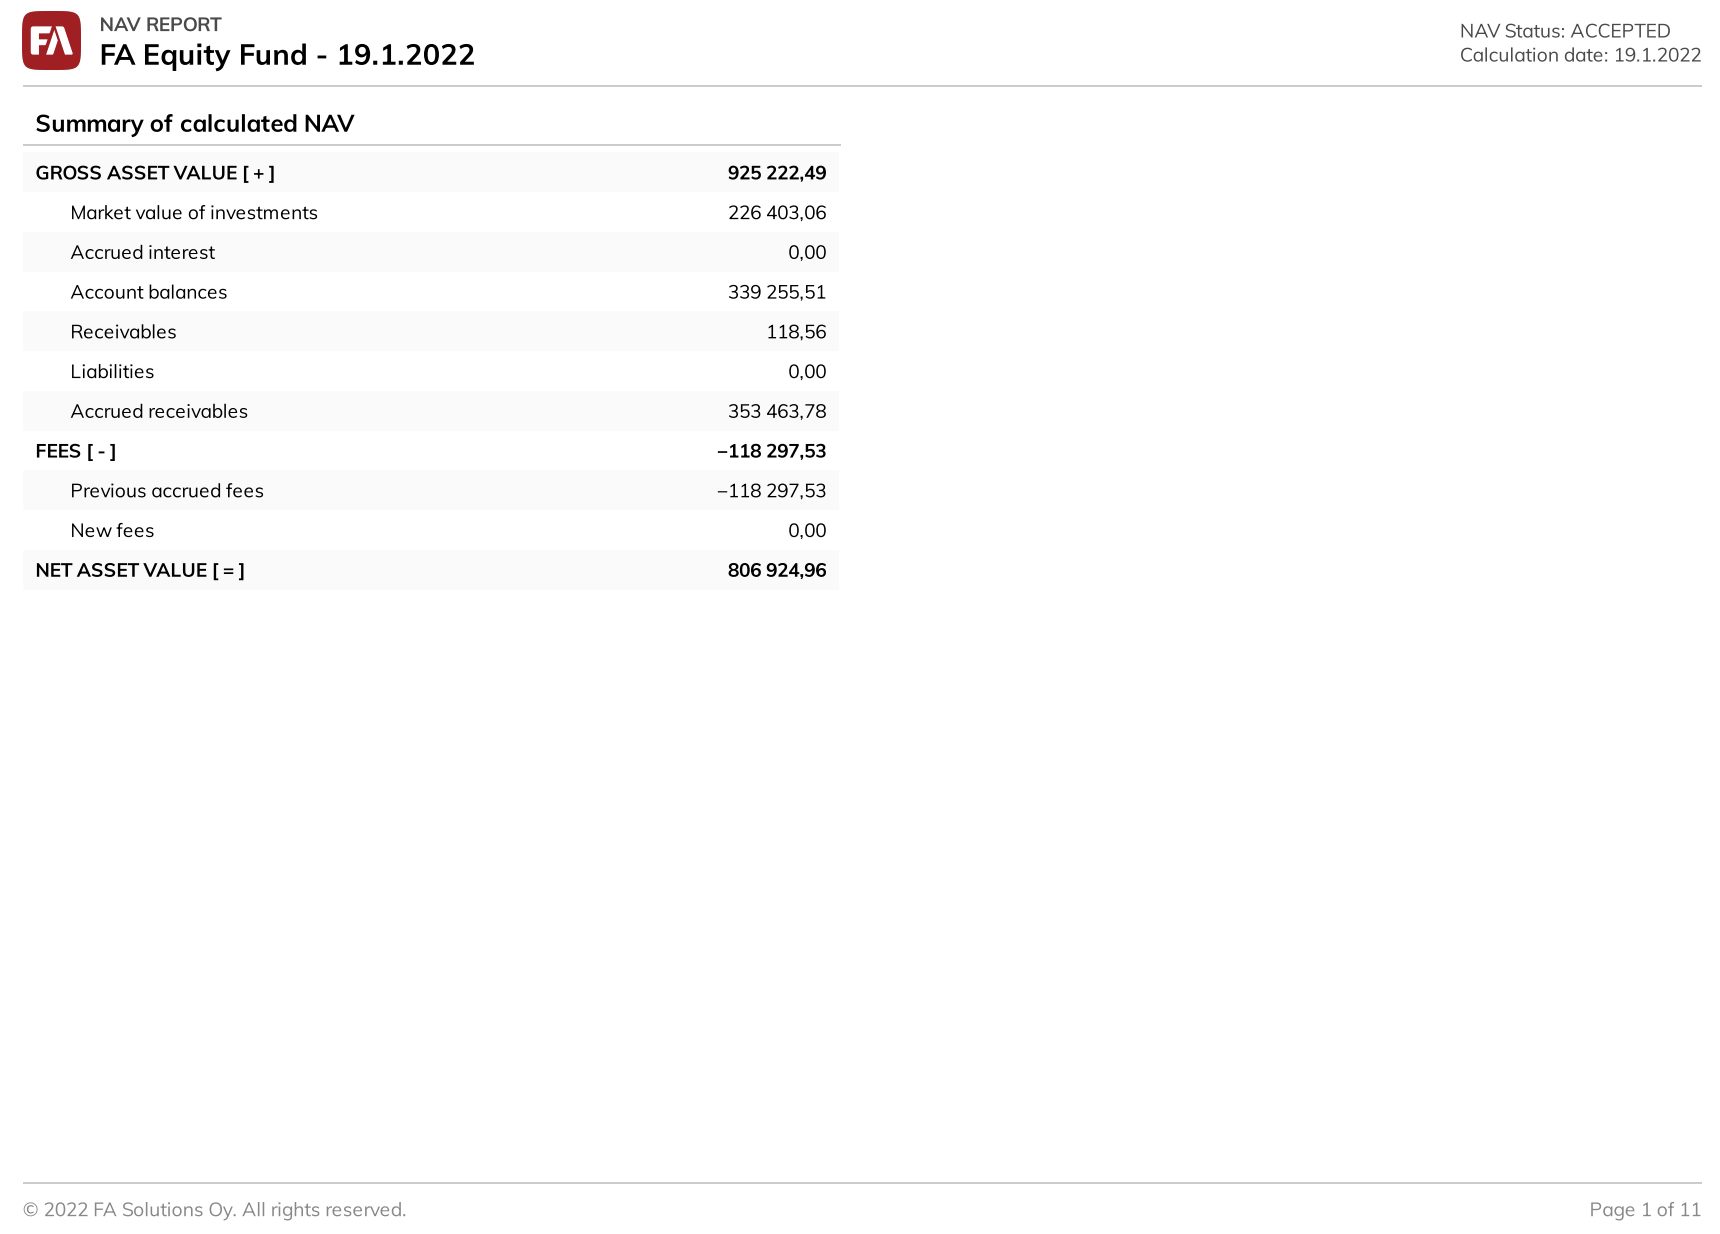 FA
NAV REPORT
FA Equity Fund - 19.1.2022
NAV Status: ACCEPTED
Calculation date: 19.1.2022
Summary of calculated NAV
GROSS ASSET VALUE [ + ] 925 222,49
Market value of investments 226 403,06
Accrued interest 0,00
Account balances 339 255,51
Receivables 118,56
Liabilities 0,00
Accrued receivables 353 463,78
FEES [ - ] −118 297,53
Previous accrued fees −118 297,53
New fees 0,00
NET ASSET VALUE [ = ] 806 924,96
© 2022 FA Solutions Oy. All rights reserved.
Page 1 of 11